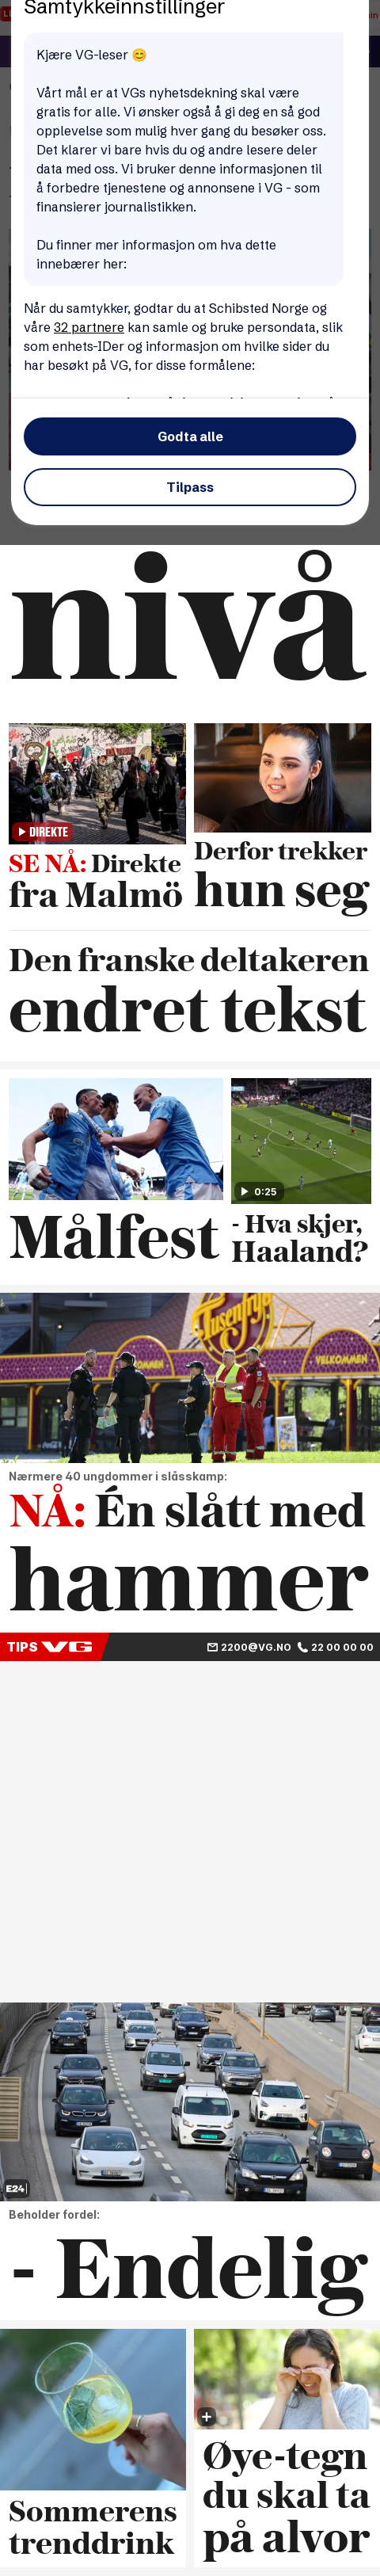 Samtykkeinnstillinger
Kjære VG-leser 😊
Vårt mål er at VGs nyhetsdekning skal være
gratis for alle. Vi ønsker også å gi deg en så god
opplevelse som mulig hver gang du besøker oss.
Det klarer vi bare hvis du og andre lesere deler
data med oss. Vi bruker denne informasjonen til
å forbedre tjenestene og annonsene i VG - som
finansierer journalistikken.
Du finner mer informasjon om hva dette
innebærer her:
Når du samtykker, godtar du at Schibsted Norge og
våre 32 partnere kan samle og bruke persondata, slik
som enhets-IDer og informasjon om hvilke sider du
har besøkt på VG, for disse formålene:
Godta alle
Tilpass
nivå
DIREKTE
SE NÅ: Direkte
fra Malmö
Derfor trekker
hun seg
Den franske deltakeren
endret tekst
0:25
Målfest
- Hva skjer,
Haaland?
Tusenfryd
VELKOMMEN
Nærmere 40 ungdommer i slåsskamp:
NÅ: Én slått med
hammer
TIPS VG
2200@VG.NO 22 00 00 00
E24
Beholder fordel:
- Endelig
Sommerens
trenddrink
+
Øye-tegn
du skal ta
på alvor